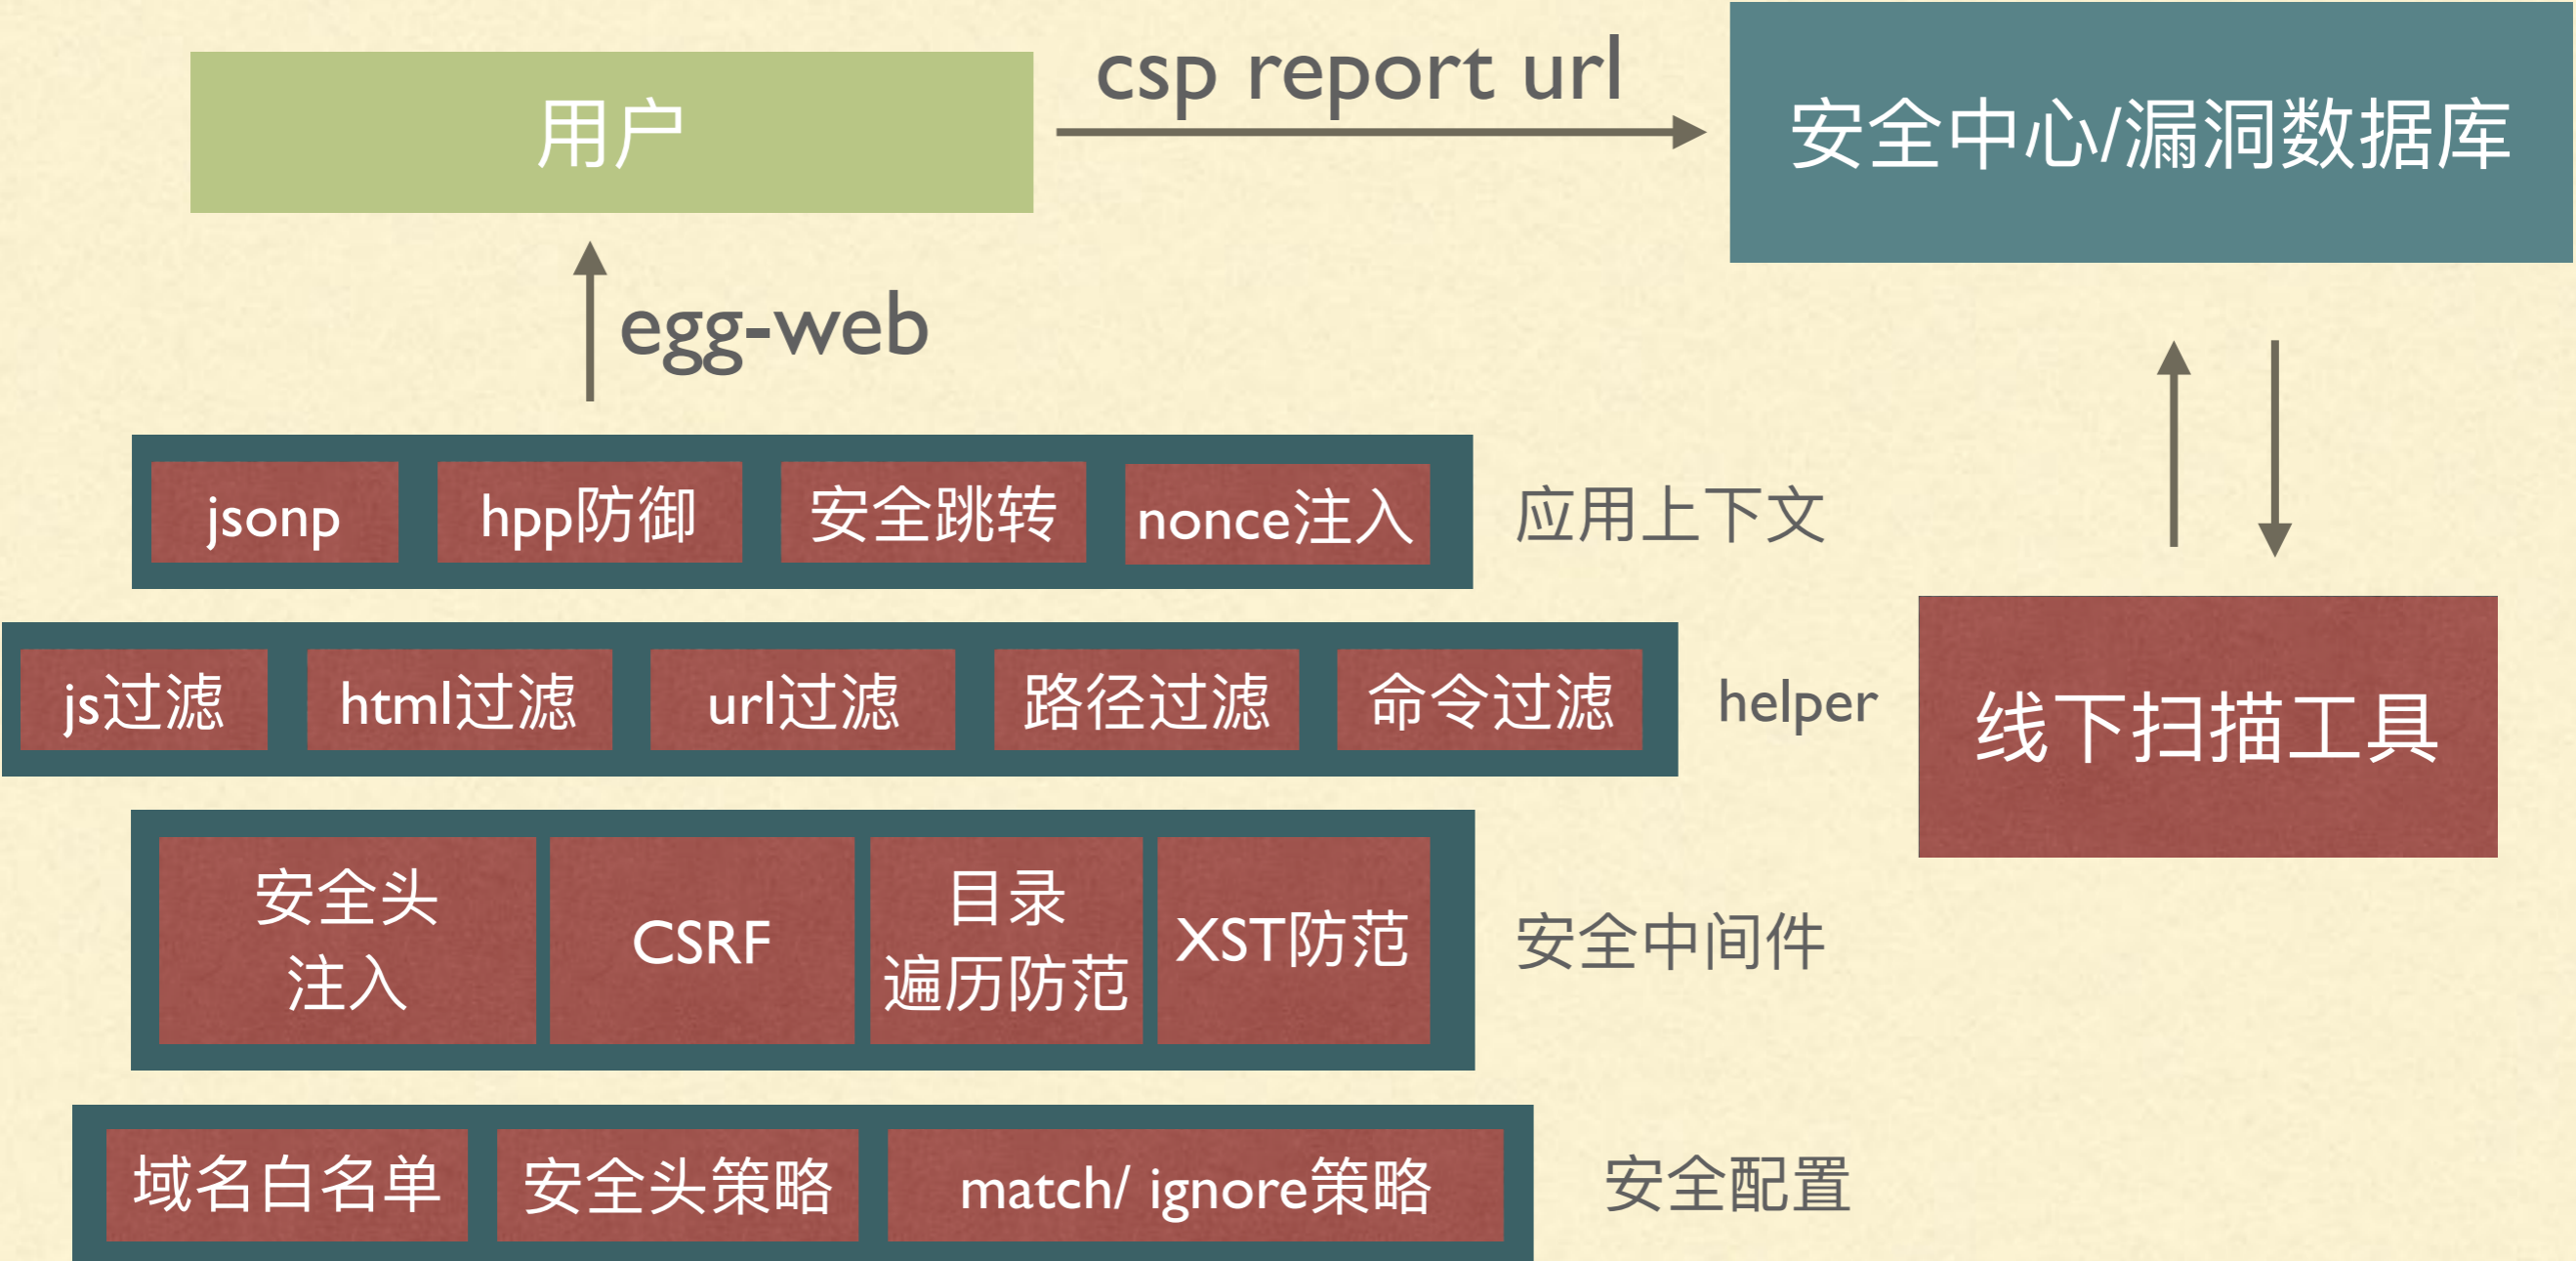 用户
csp report url
安全中心/漏洞数据库
egg-web
jsonp
hpp防御
安全跳转
nonce注入
应用上下文
js过滤
html过滤
url过滤
路径过滤
命令过滤
helper
线下扫描工具
安全头
注入
CSRF
目录
遍历防范
XST防范
安全中间件
域名白名单
安全头策略
match/ ignore策略
安全配置